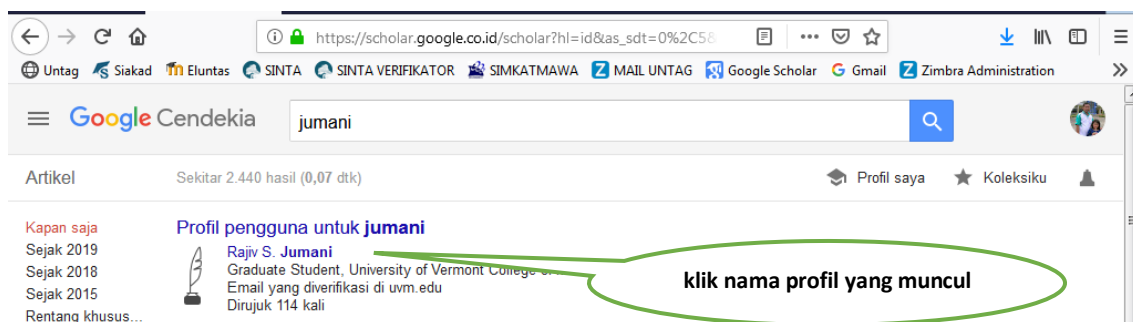 https://scholar.google.co.id/scholar?hl=id&as_sdt=0%2C5
Untag Siakad Eluntas SINTA SINTA VERIFIKATOR SIMKATMAWA MAIL UNTAG Google Scholar Gmail Zimbra Administration
Google Cendekia jumani
Artikel Sekitar 2.440 hasil (0,07 dtk) Profil saya Koleksiku
Kapan saja
Sejak 2019
Sejak 2018
Sejak 2015
Rentang khusus...
Profil pengguna untuk jumani
Rajiv S. Jumani
Graduate Student, University of Vermont College
Email yang diverifikasi di uvm.edu
Dirujuk 114 kali
klik nama profil yang muncul